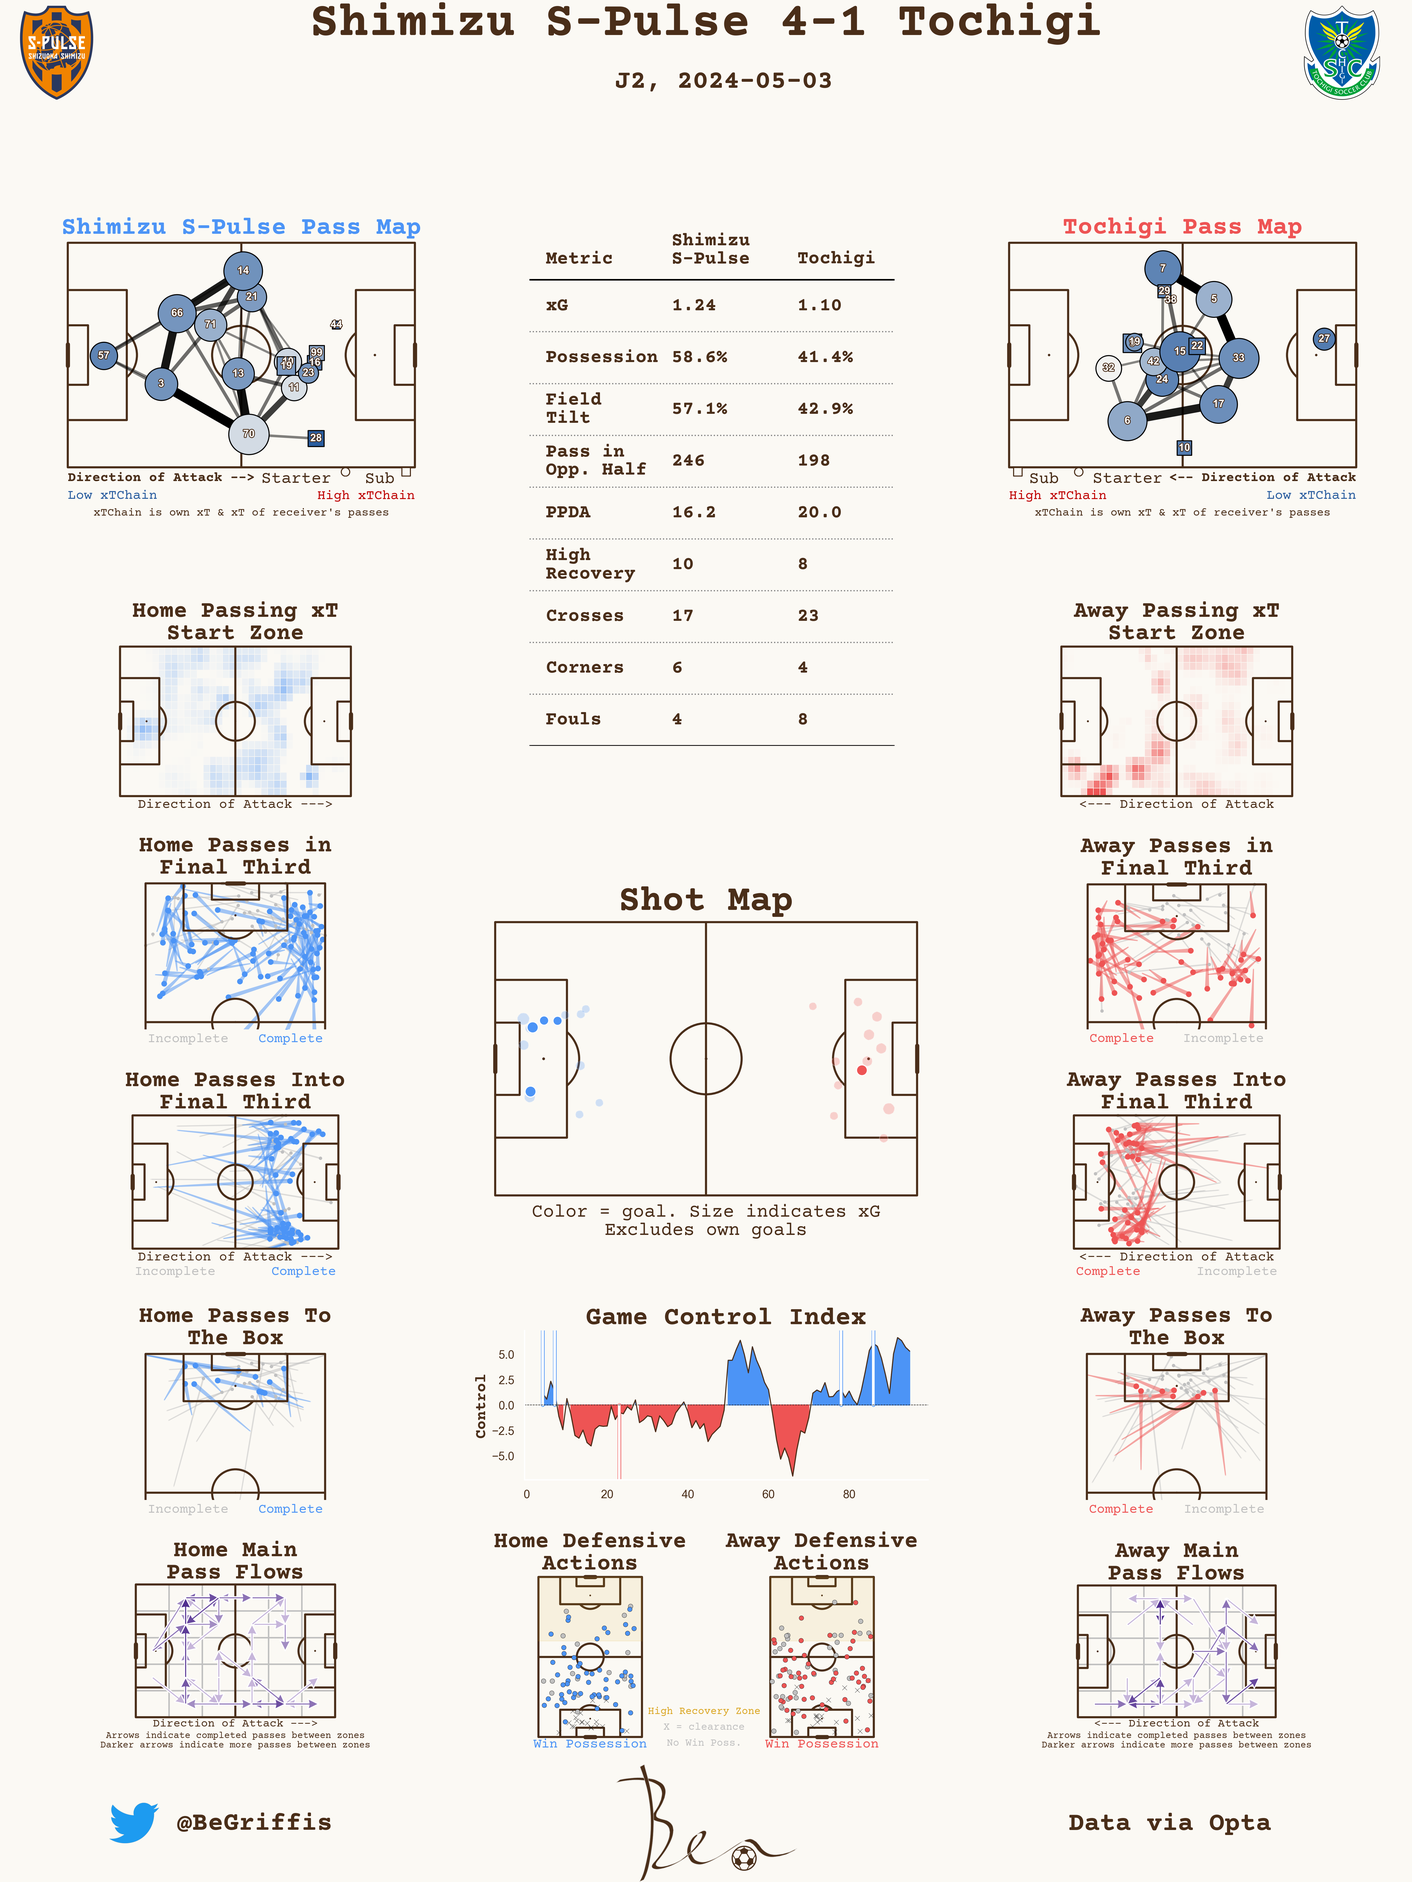 Shimizu S-Pulse 4-1 Tochigi
J2, 2024-05-03
S-PULSE
SHIZUOKA SHIMIZU
TOCHIGI
SC
TOCHIGI SOCCER CLUB
Shimizu S-Pulse Pass Map
14
21
66
71
44
57
99
19
16
23
13
3
11
70
28
Direction of Attack --> Starter Sub
Low xTChain High xTChain
xTChain is own xT & xT of receiver's passes
Metric Shimizu S-Pulse Tochigi
xG 1.24 1.10
Possession 58.6% 41.4%
Field Tilt 57.1% 42.9%
Pass in Opp. Half 246 198
PPDA 16.2 20.0
High Recovery 10 8
Crosses 17 23
Corners 6 4
Fouls 4 8
Tochigi Pass Map
7
29
38
5
27
19
15
22
33
42
32
24
17
6
10
Sub Starter <-- Direction of Attack
High xTChain Low xTChain
xTChain is own xT & xT of receiver's passes
Home Passing xT
Start Zone
Direction of Attack --->
Away Passing xT
Start Zone
<--- Direction of Attack
Home Passes in
Final Third
Incomplete Complete
Away Passes in
Final Third
Complete Incomplete
Shot Map
Color = goal. Size indicates xG
Excludes own goals
Home Passes Into
Final Third
Direction of Attack --->
Incomplete Complete
Away Passes Into
Final Third
<--- Direction of Attack
Complete Incomplete
Home Passes To
The Box
Incomplete Complete
Game Control Index
Control
5.0
2.5
0.0
−2.5
−5.0
0 20 40 60 80
Away Passes To
The Box
Complete Incomplete
Home Main
Pass Flows
Direction of Attack --->
Arrows indicate completed passes between zones
Darker arrows indicate more passes between zones
Home Defensive
Actions
Win Possession
High Recovery Zone
X = clearance
No Win Poss.
Away Defensive
Actions
Win Possession
Away Main
Pass Flows
<--- Direction of Attack
Arrows indicate completed passes between zones
Darker arrows indicate more passes between zones
@BeGriffis
Ben
Data via Opta